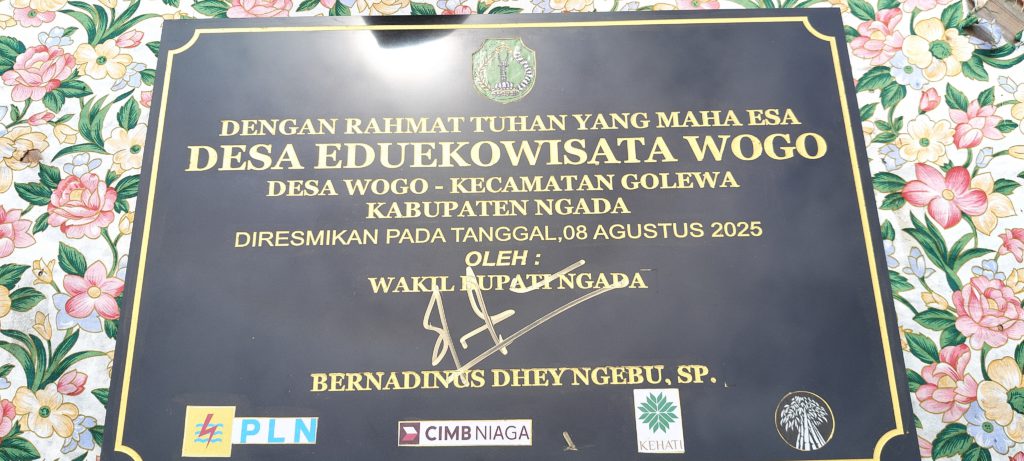 DENGAN RAHMAT TUHAN YANG MAHA ESA
DESA EDUEKOWISATA WOGO
DESA WOGO - KECAMATAN GOLEWA
KABUPATEN NGADA
DIRESMIKAN PADA TANGGAL,08 AGUSTUS 2025
OLEH :
WAKIL BUPATI NGADA
BERNADINUS DHEY NGEBU, SP.
PLN
CIMB NIAGA
KEHATI